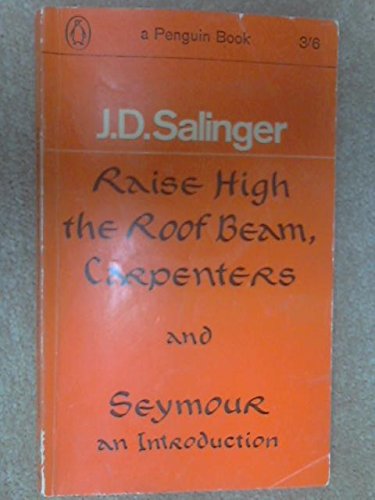 a Penguin Book 3/6
J.D.Salinger
Raise High
the Roof Beam,
Carpenters
and
Seymour
an Introduction